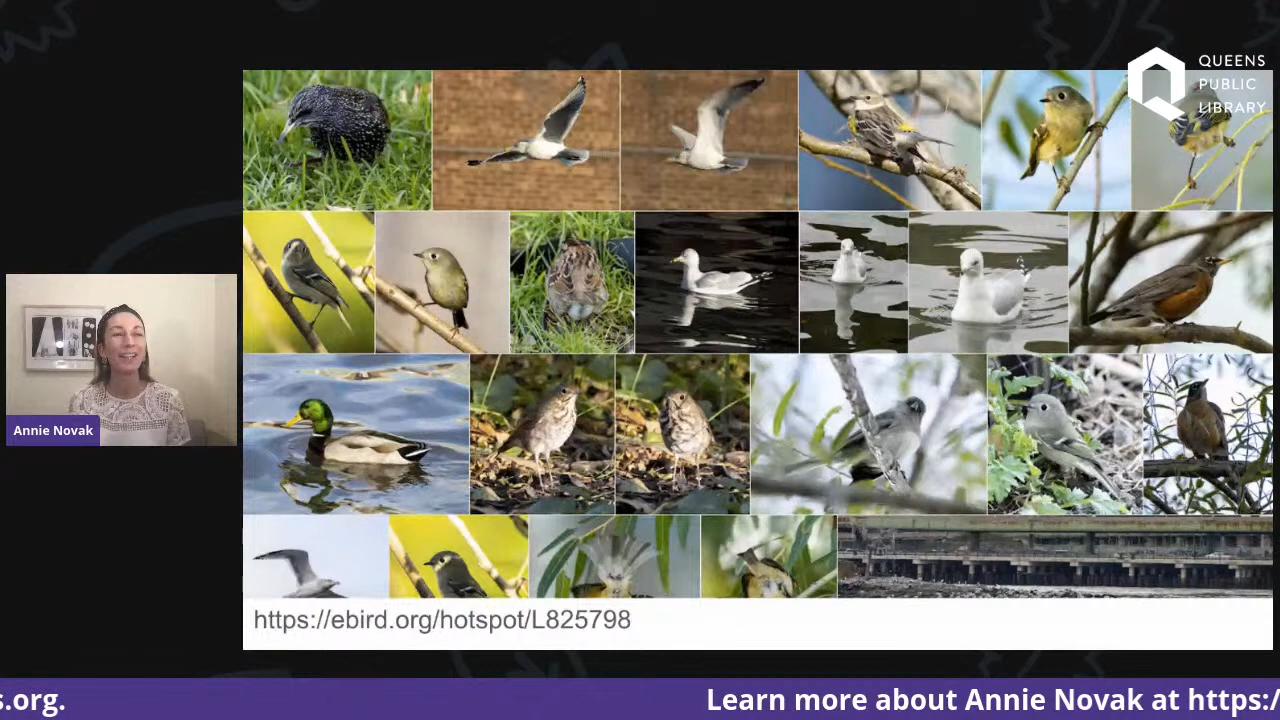 QUEENS
PUBLIC
LIBRARY
Annie Novak
https://ebird.org/hotspot/L825798
s.org.
Learn more about Annie Novak at https:/